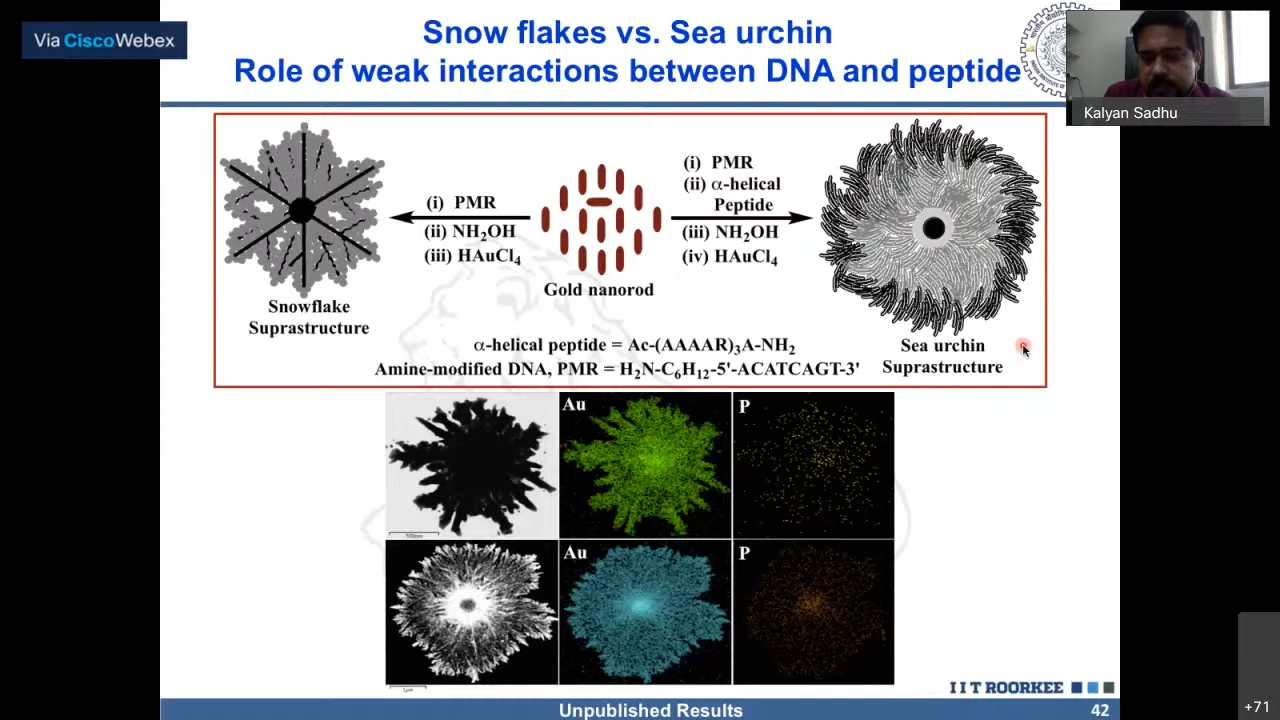 Via CiscoWebex
Snow flakes vs. Sea urchin
Role of weak interactions between DNA and peptide
Kalyan Sadhu
(i) PMR
(ii) NH2OH
(iii) HAuCl4
(i) PMR
(ii) α-helical
Peptide
(iii) NH2OH
(iv) HAuCl4
Gold nanorod
Snowflake
Suprastructure
α-helical peptide = Ac-(AAAAR)3A-NH2
Amine-modified DNA, PMR = H2N-C6H12-5'-ACATCAGT-3'
Sea urchin
Suprastructure
Au
P
500nm
Au
P
1μm
I I T ROORKEE
Unpublished Results
42
+71